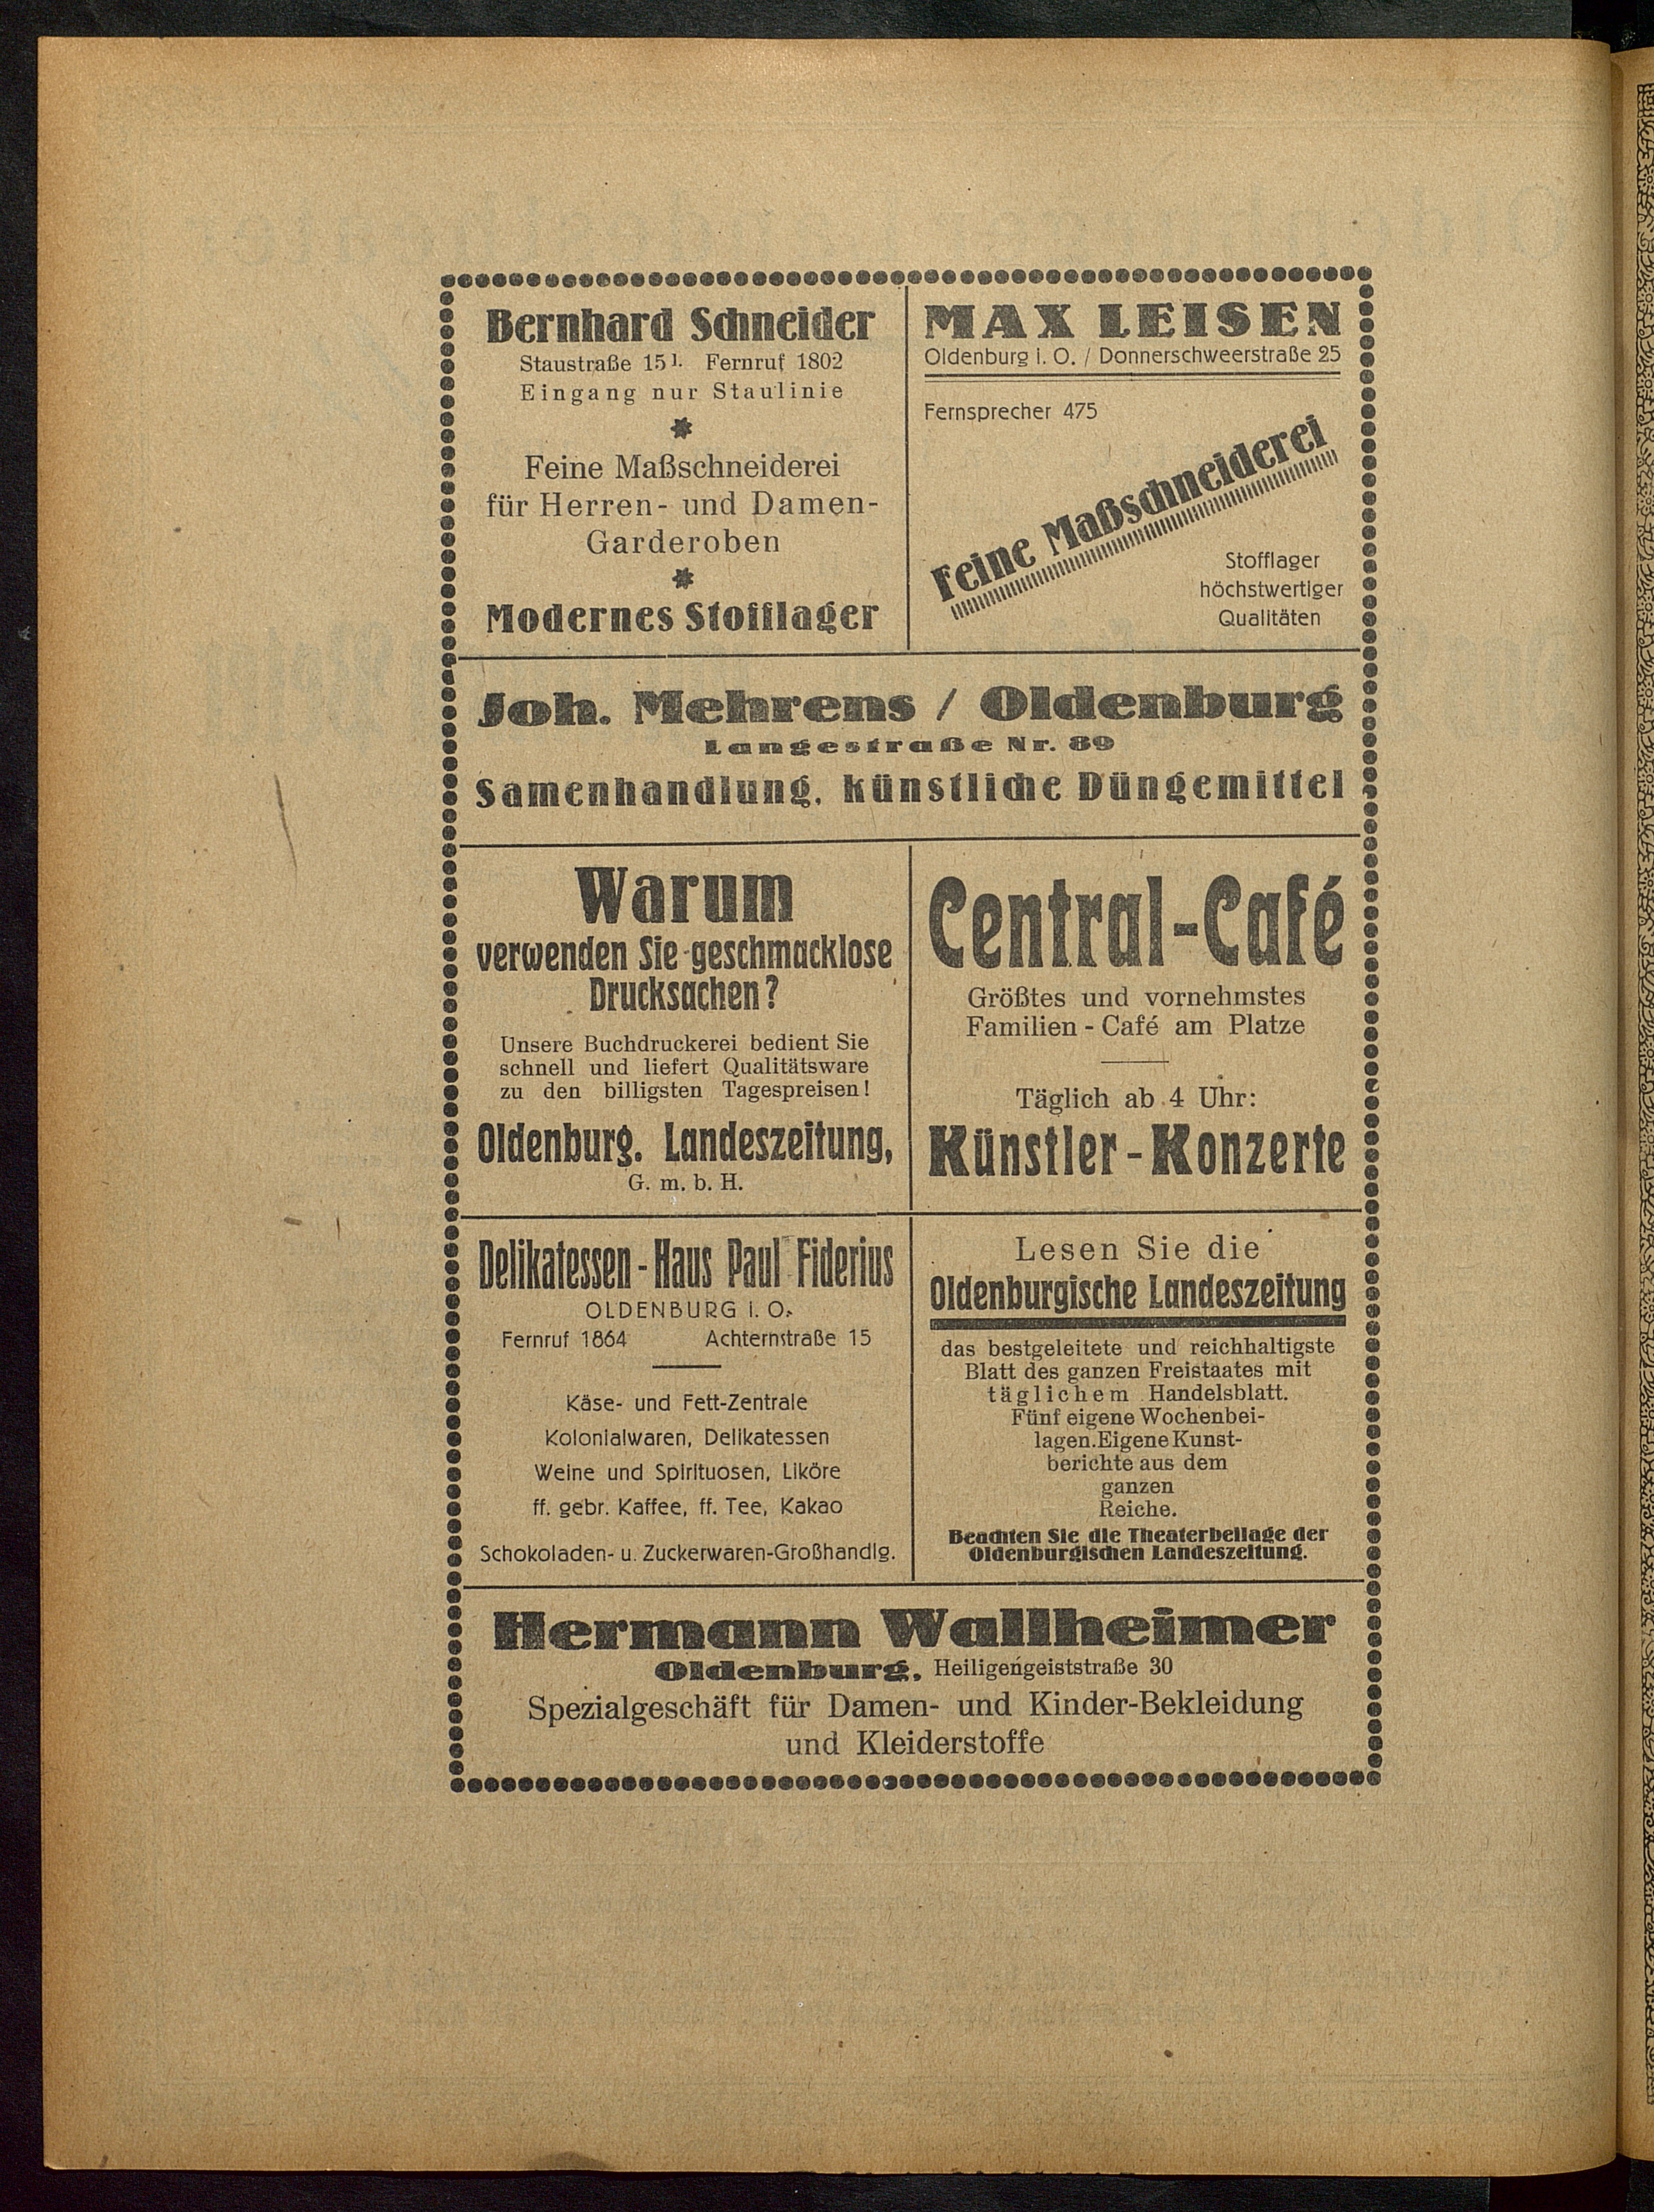 Bernhard Schneider
Staustraße 15 I. Fernruf 1802
Eingang nur Staulinie
Feine Maßschneiderei
für Herren- und Damen-
Garderoben
Modernes Stofflager
MAX LEISEN
Oldenburg i. O. / Donnerschweerstraße 25
Fernsprecher 475
Feine Maßschneiderei
Stofflager
höchstwertiger
Qualitäten
Joh. Mehrens / Oldenburg
Langestraße Nr. 89
Samenhandlung, künstliche Düngemittel
Warum
verwenden Sie geschmacklose
Drucksachen?
Unsere Buchdruckerei bedient Sie
schnell und liefert Qualitätsware
zu den billigsten Tagespreisen!
Oldenburg. Landeszeitung,
G. m. b. H.
Central-Café
Größtes und vornehmstes
Familien-Café am Platze
Täglich ab 4 Uhr:
Künstler-Konzerte
Delikatessen-Haus Paul Fiderius
OLDENBURG i. O.
Fernruf 1864 Achternstraße 15
Käse- und Fett-Zentrale
Kolonialwaren, Delikatessen
Weine und Spirituosen, Liköre
ff. gebr. Kaffee, ff. Tee, Kakao
Schokoladen- u. Zuckerwaren-Großhandlg.
Lesen Sie die
Oldenburgische Landeszeitung
das bestgeleitete und reichhaltigste
Blatt des ganzen Freistaates mit
täglichem Handelsblatt.
Fünf eigene Wochenbei-
lagen. Eigene Kunst-
berichte aus dem
ganzen
Reiche.
Beachten Sie die Theaterbeilage der
Oldenburgischen Landeszeitung.
Hermann Wallheimer
Oldenburg, Heiligengeiststraße 30
Spezialgeschäft für Damen- und Kinder-Bekleidung
und Kleiderstoffe